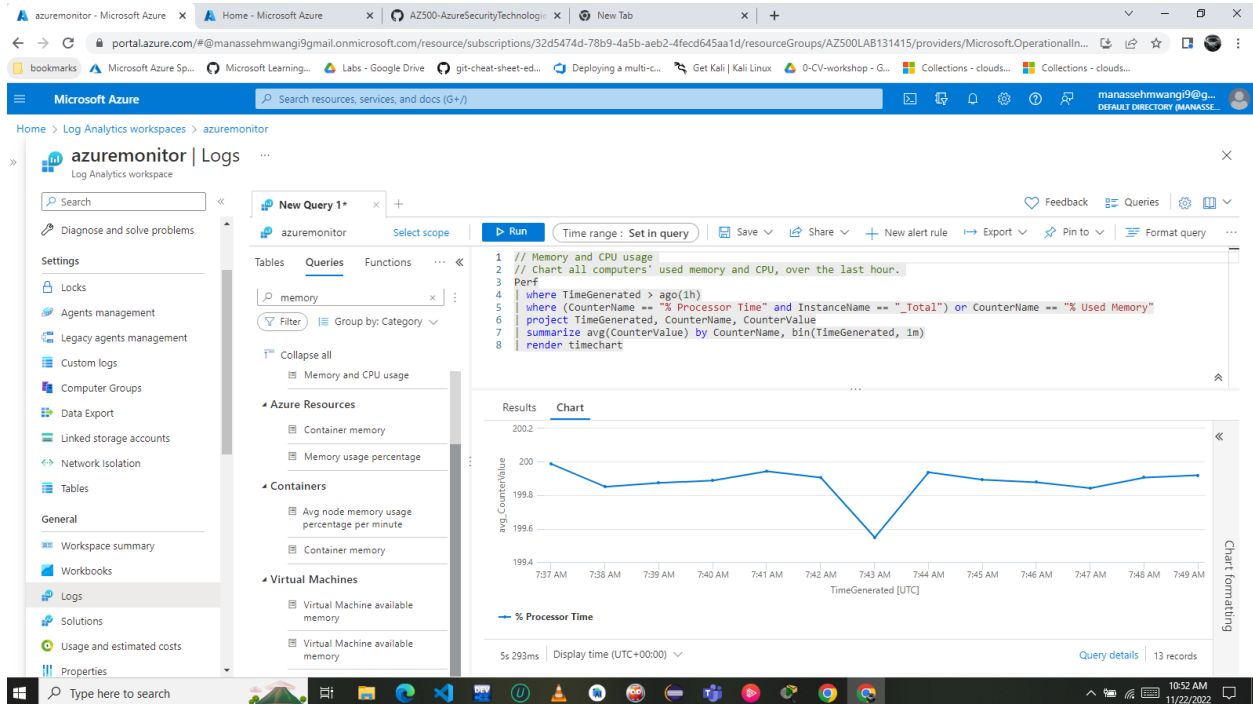 azuremonitor - Microsoft Azure
Home - Microsoft Azure
AZ500-AzureSecurityTechnologie
New Tab
portal.azure.com/#@manassehmwangi9gmail.onmicrosoft.com/resource/subscriptions/32d5474d-78b9-4a5b-aeb2-4fecd645aa1d/resourceGroups/AZ500LAB131415/providers/Microsoft.OperationalIn...
bookmarks
Microsoft Azure Sp...
Microsoft Learning...
Labs - Google Drive
git-cheat-sheet-ed...
Deploying a multi-c...
Get Kali | Kali Linux
0-CV-workshop - G...
Collections - clouds...
Collections - clouds...
Microsoft Azure
Search resources, services, and docs (G+/)
manassehmwangi9@g...
DEFAULT DIRECTORY (MANASSE...
Home > Log Analytics workspaces > azuremonitor
azuremonitor | Logs ...
Log Analytics workspace
Search
Diagnose and solve problems
Settings
Locks
Agents management
Legacy agents management
Custom logs
Computer Groups
Data Export
Linked storage accounts
Network Isolation
Tables
General
Workspace summary
Workbooks
Logs
Solutions
Usage and estimated costs
Properties
New Query 1*
Feedback
Queries
azuremonitor
Select scope
Run
Time range : Set in query
Save
Share
New alert rule
Export
Pin to
Format query
Tables
Queries
Functions
memory
Filter
Group by: Category
Collapse all
Memory and CPU usage
Azure Resources
Container memory
Memory usage percentage
Containers
Avg node memory usage
percentage per minute
Container memory
Virtual Machines
Virtual Machine available
memory
Virtual Machine available
memory
1 // Memory and CPU usage
2 // Chart all computers' used memory and CPU, over the last hour.
3 Perf
4 | where TimeGenerated > ago(1h)
5 | where (CounterName == "% Processor Time" and InstanceName == "_Total") or CounterName == "% Used Memory"
6 | project TimeGenerated, CounterName, CounterValue
7 | summarize avg(CounterValue) by CounterName, bin(TimeGenerated, 1m)
8 | render timechart
Results
Chart
200.2
200
199.8
199.6
199.4
avg_CounterValue
7:37 AM 7:38 AM 7:39 AM 7:40 AM 7:41 AM 7:42 AM 7:43 AM 7:44 AM 7:45 AM 7:46 AM 7:47 AM 7:48 AM 7:49 AM
TimeGenerated [UTC]
% Processor Time
Chart formatting
5s 293ms
Display time (UTC+00:00)
Query details
13 records
Type here to search
10:52 AM
11/22/2022